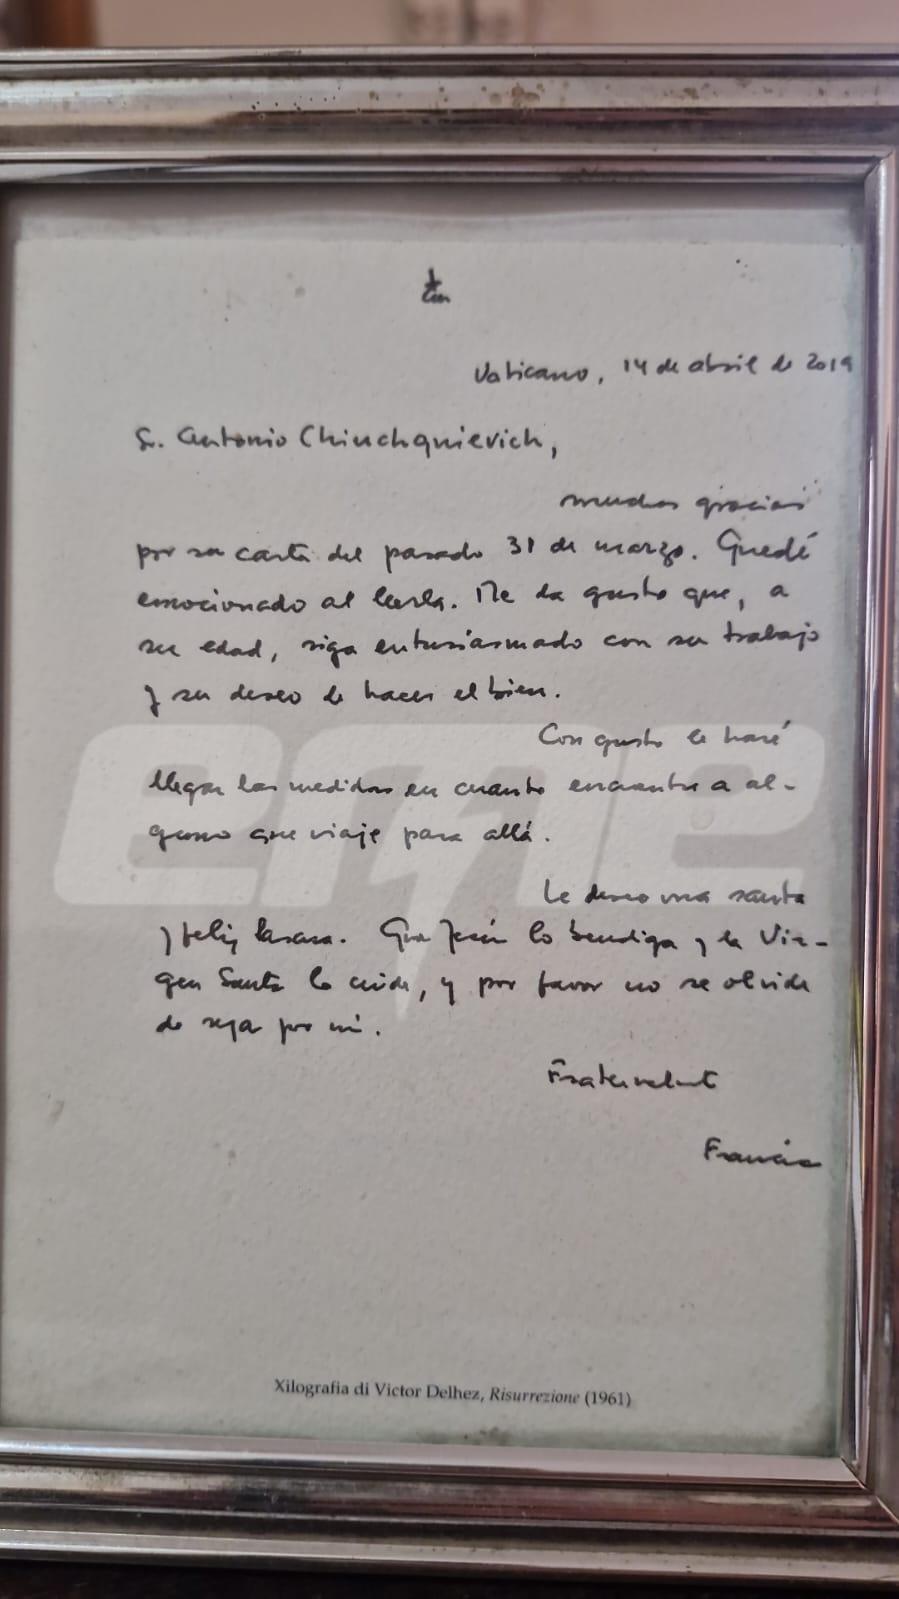 Vaticano, 14 de abril de 2019
Sr. Antonio Chinchquievich,
muchas gracias
por su carta del pasado 31 de marzo. Quedé
emocionado al leerla. Me da gusto que, a
su edad, siga entusiasmado con su trabajo
y su deseo de hacer el bien.
Con gusto le haré
llegar las medidas en cuanto encuentre a al-
guno que viaje para allá.
eme
Le deseo una santa
y feliz Pascua. Que Jesús lo bendiga y la Vir-
gen Santa lo cuide, y por favor no se olvide
de rezar por mí.
Fraternalmente
Francisco
Xilografia di Victor Delhez, Risurrezione (1961)